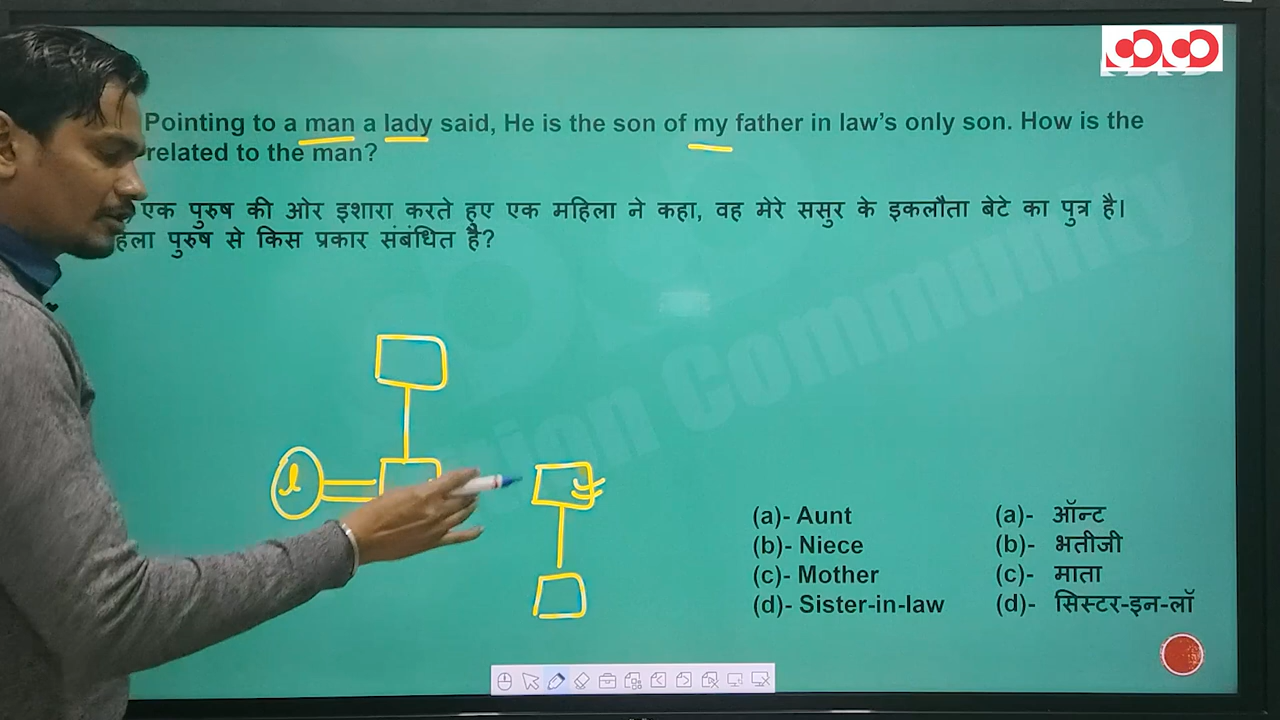 Pointing to a man a lady said, He is the son of my father in law's only son. How is the
related to the man?
एक पुरुष की ओर इशारा करते हुए एक महिला ने कहा, वह मेरे ससुर के इकलौता बेटे का पुत्र है।
हिला पुरुष से किस प्रकार संबंधित है?
l
(a)- Aunt (a)- ऑन्ट
(b)- Niece (b)- भतीजी
(c)- Mother (c)- माता
(d)- Sister-in-law (d)- सिस्टर-इन-लॉ
Community